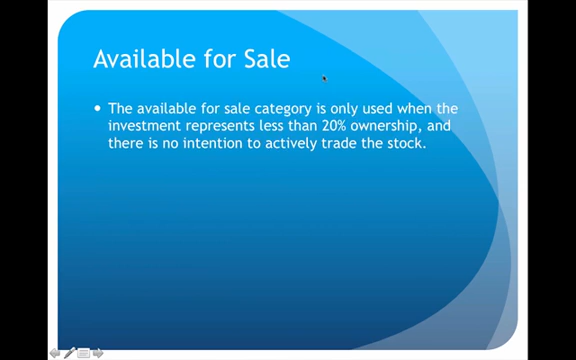 Available for Sale
• The available for sale category is only used when the
investment represents less than 20% ownership, and
there is no intention to actively trade the stock.